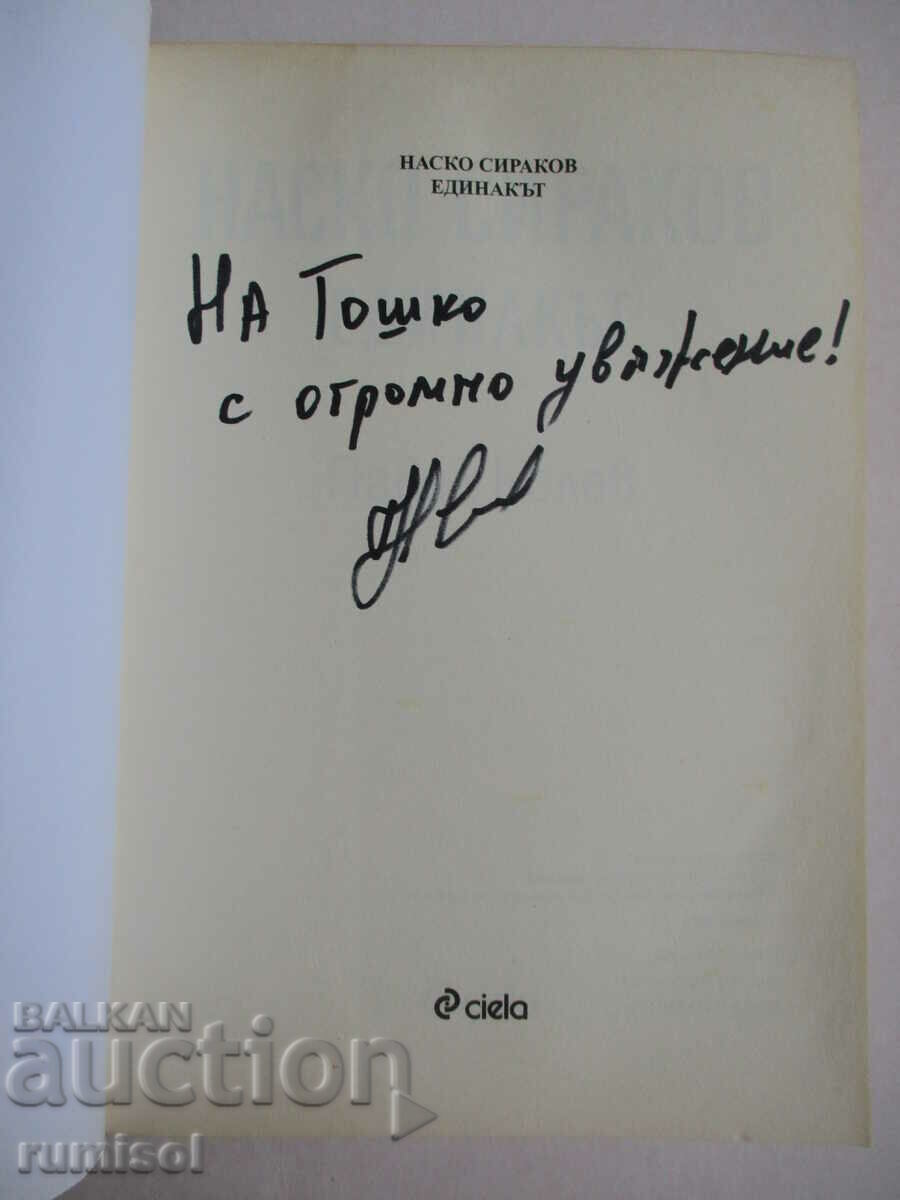 НАСКО СИРАКОВ
ЕДИНАКЪТ
На Тошко
с огромно уважение!
ciela
BALKAN
auction
rumisol